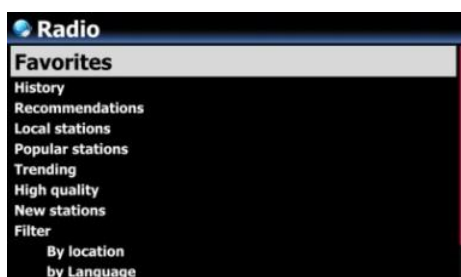 Radio
Favorites
History
Recommendations
Local stations
Popular stations
Trending
High quality
New stations
Filter
By location
by Language